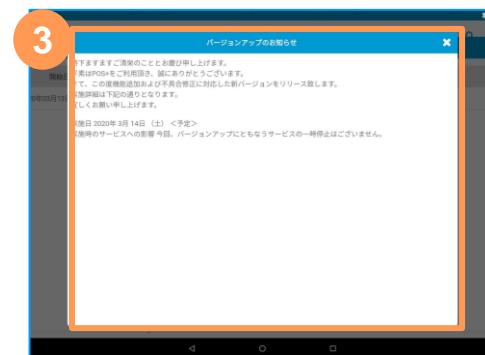 3
バージョンアップのお知らせ
時下ますますご清栄のこととお慶び申し上げます。
平素はPOS+をご利用頂き、誠にありがとうございます。
さて、この度機能追加および不具合修正に対応した新バージョンをリリース致します。
開始日
実施詳細は下記の通りとなります。
宜しくお願い申し上げます。
実施日 2020年 3月 14日 （土） ＜予定＞
実施時のサービスへの影響 今回、バージョンアップにともなうサービスの一時停止はございません。